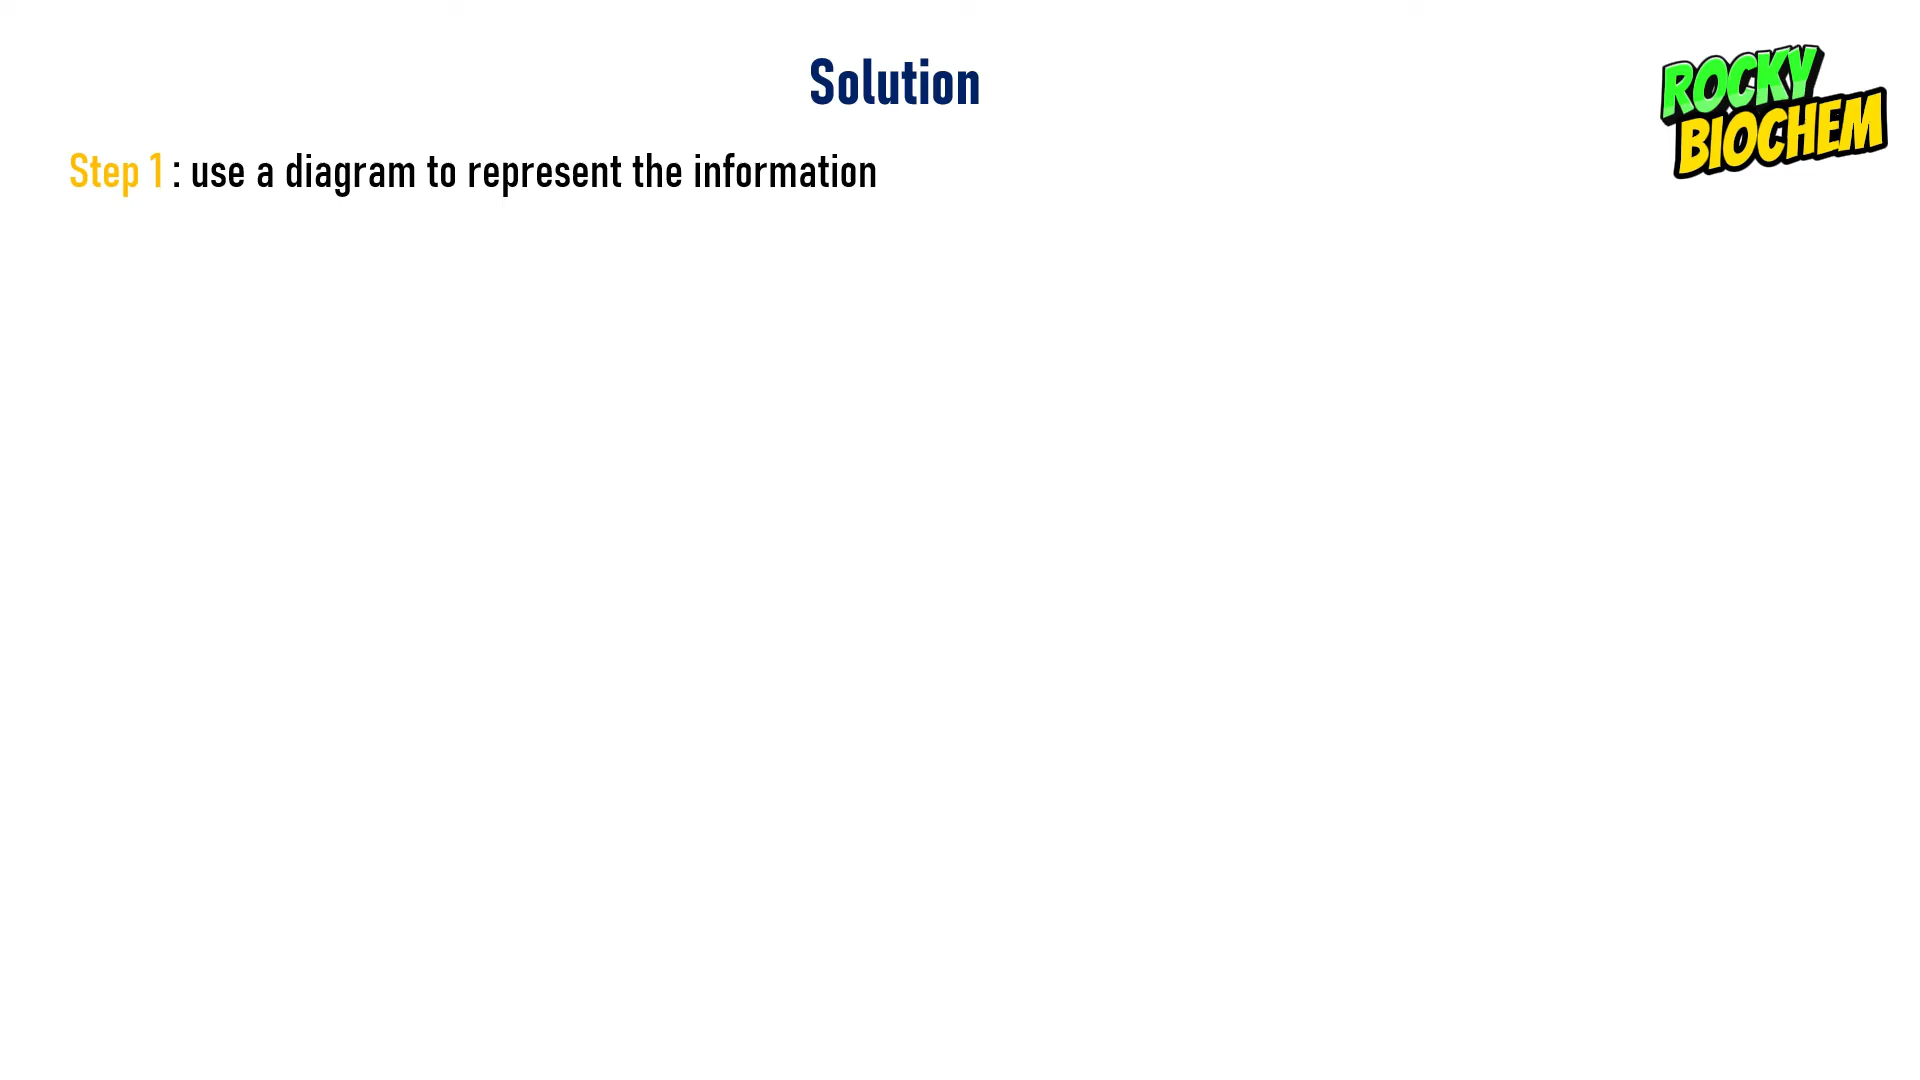 Solution
ROCKY
BIOCHEM
Step 1 : use a diagram to represent the information